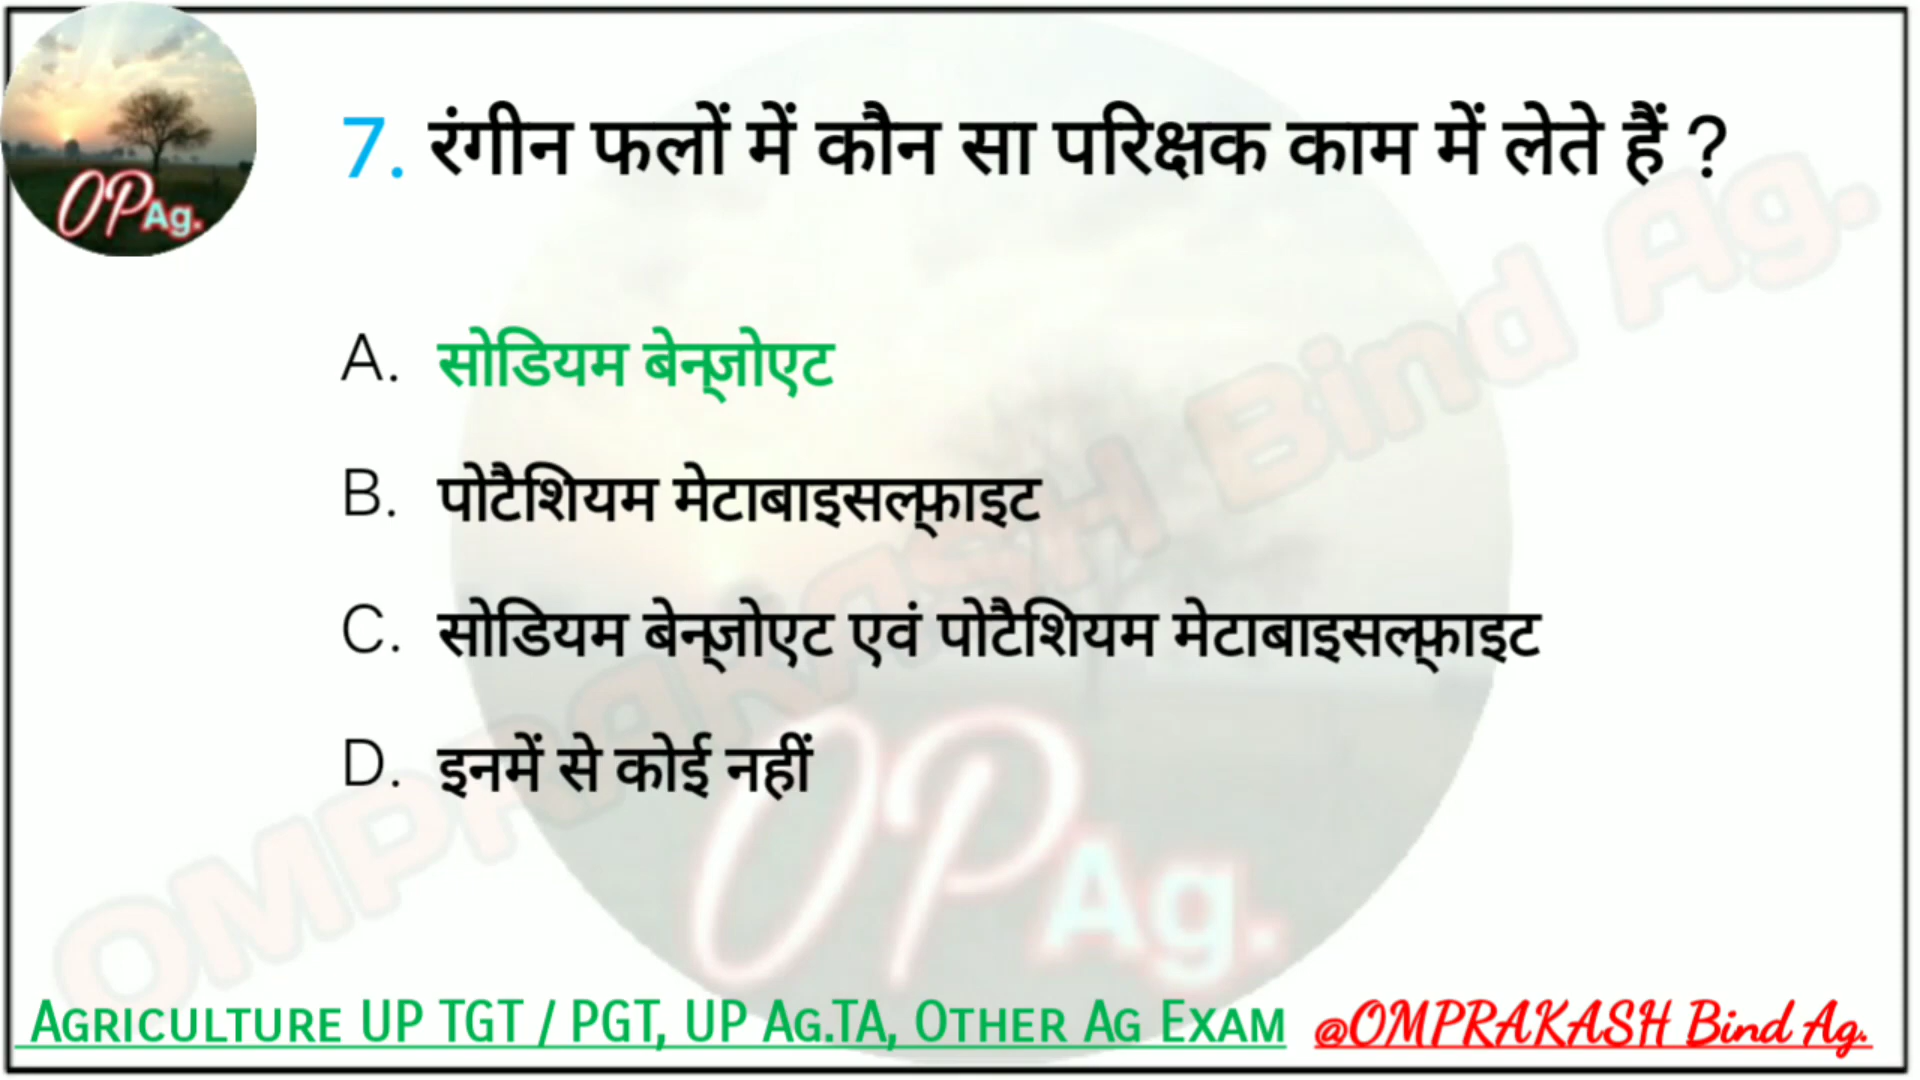 OPAg.
7. रंगीन फलों में कौन सा परिक्षक काम में लेते हैं ?
A. सोडियम बेन्ज़ोएट
B. पोटैशियम मेटाबाइसल्फ़ाइट
C. सोडियम बेन्ज़ोएट एवं पोटैशियम मेटाबाइसल्फ़ाइट
D. इनमें से कोई नहीं
OMPRAKASH Bind Ag.
OPAg.
AGRICULTURE UP TGT / PGT, UP AG.TA, OTHER AG EXAM @OMPRAKASH Bind Ag.